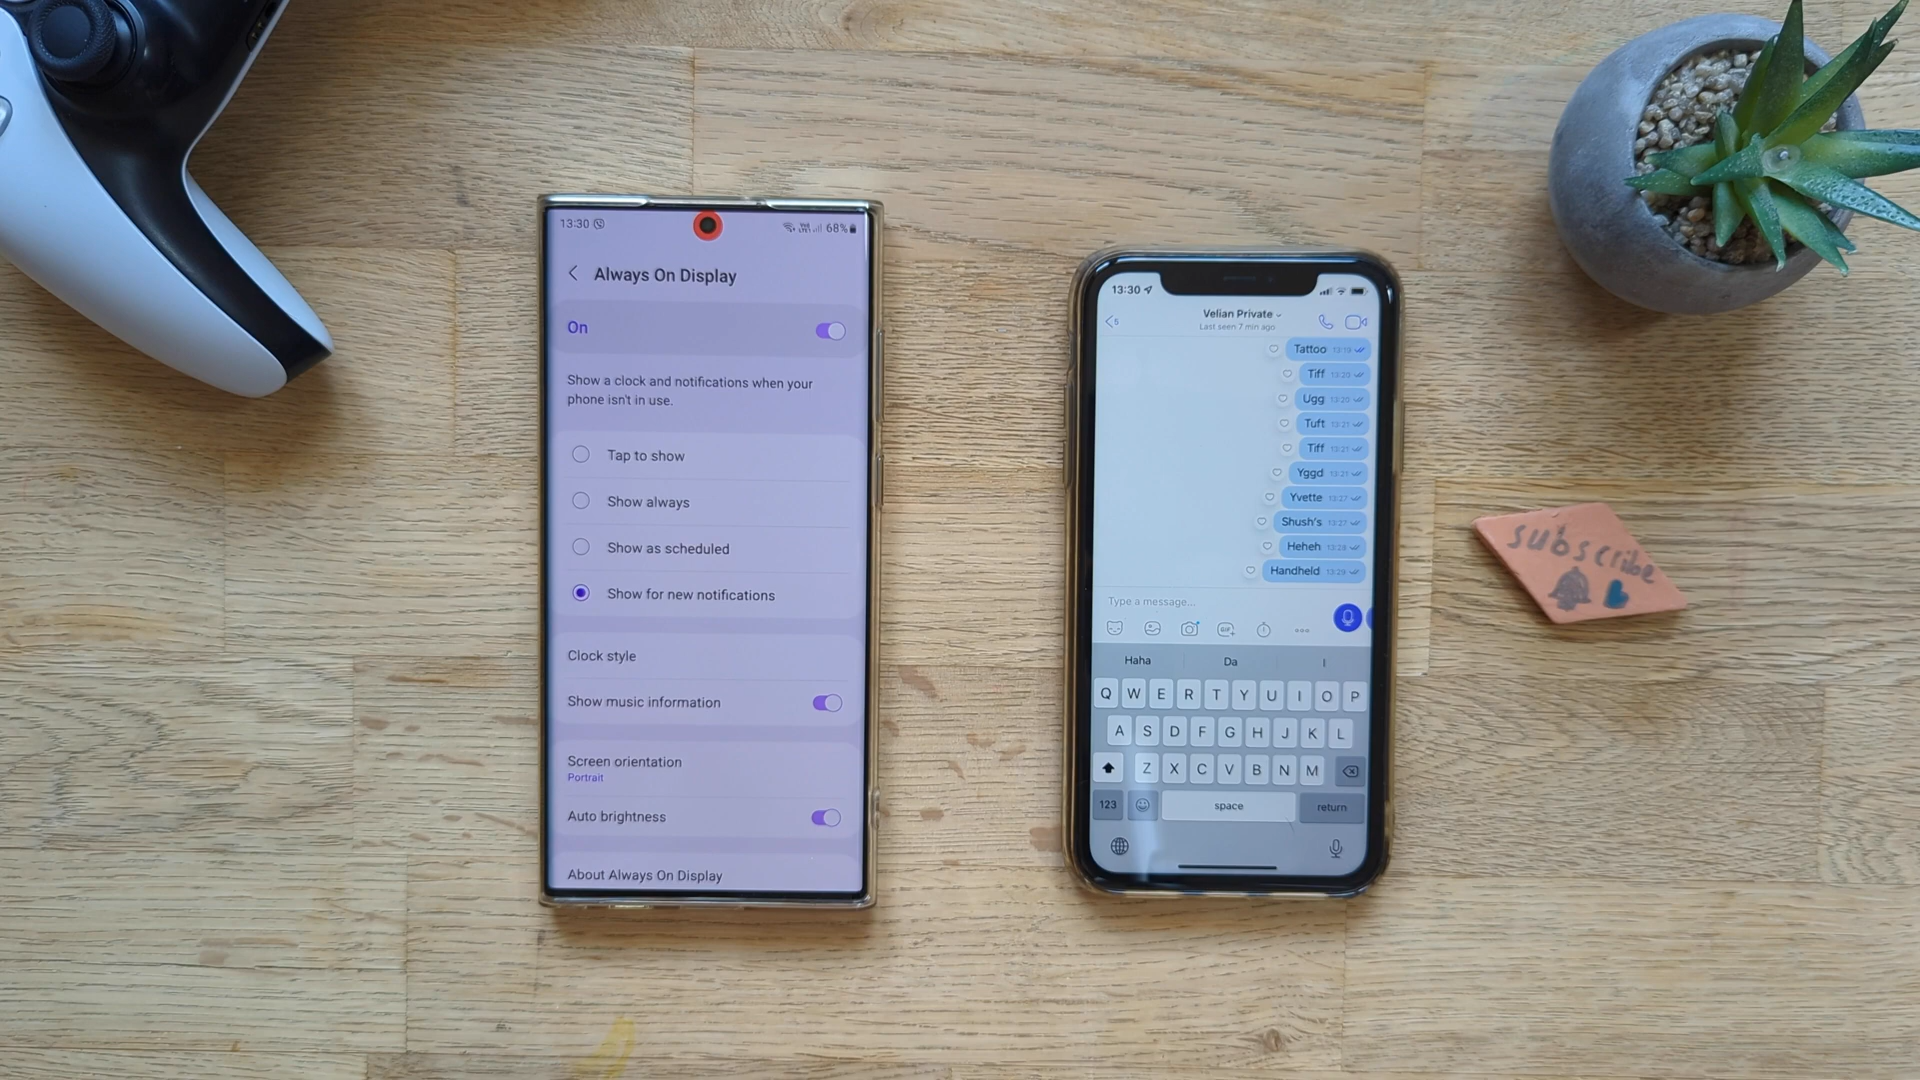 13:30
68%
Always On Display
On
Show a clock and notifications when your
phone isn't in use.
Tap to show
Show always
Show as scheduled
Show for new notifications
Clock style
Show music information
Screen orientation
Portrait
Auto brightness
About Always On Display
13:30
5
Velian Private
Last seen 7 min ago
Tattoo 13:19
Tiff 13:20
Ugg 13:20
Tuft 13:21
Tiff 13:21
Yggd 13:21
Yvette 13:27
Shush's 13:27
Heheh 13:28
Handheld 13:29
Type a message...
GIF
Haha Da I
Q W E R T Y U I O P
A S D F G H J K L
Z X C V B N M
123 space return
subscribe